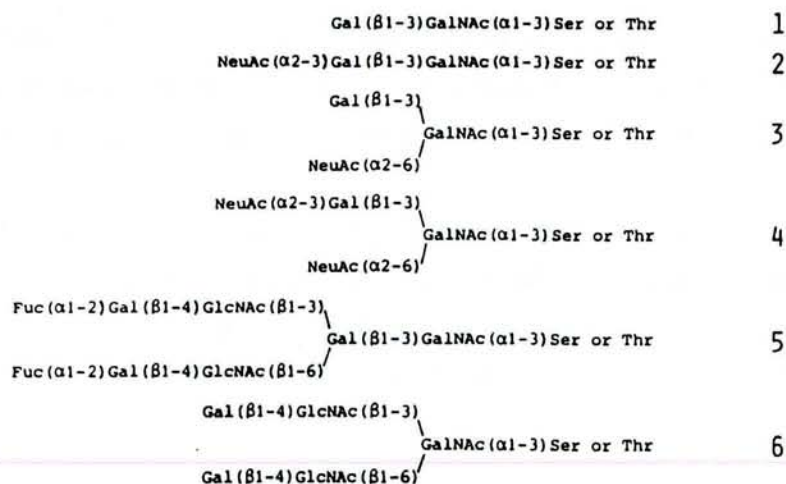 Gal(β1-3)GalNAc(α1-3)Ser or Thr 1
NeuAc(α2-3)Gal(β1-3)GalNAc(α1-3)Ser or Thr 2
Gal(β1-3)
GalNAc(α1-3)Ser or Thr 3
NeuAc(α2-6)
NeuAc(α2-3)Gal(β1-3)
GalNAc(α1-3)Ser or Thr 4
NeuAc(α2-6)
Fuc(α1-2)Gal(β1-4)GlcNAc(β1-3)
Gal(β1-3)GalNAc(α1-3)Ser or Thr 5
Fuc(α1-2)Gal(β1-4)GlcNAc(β1-6)
Gal(β1-4)GlcNAc(β1-3)
GalNAc(α1-3)Ser or Thr 6
Gal(β1-4)GlcNAc(β1-6)